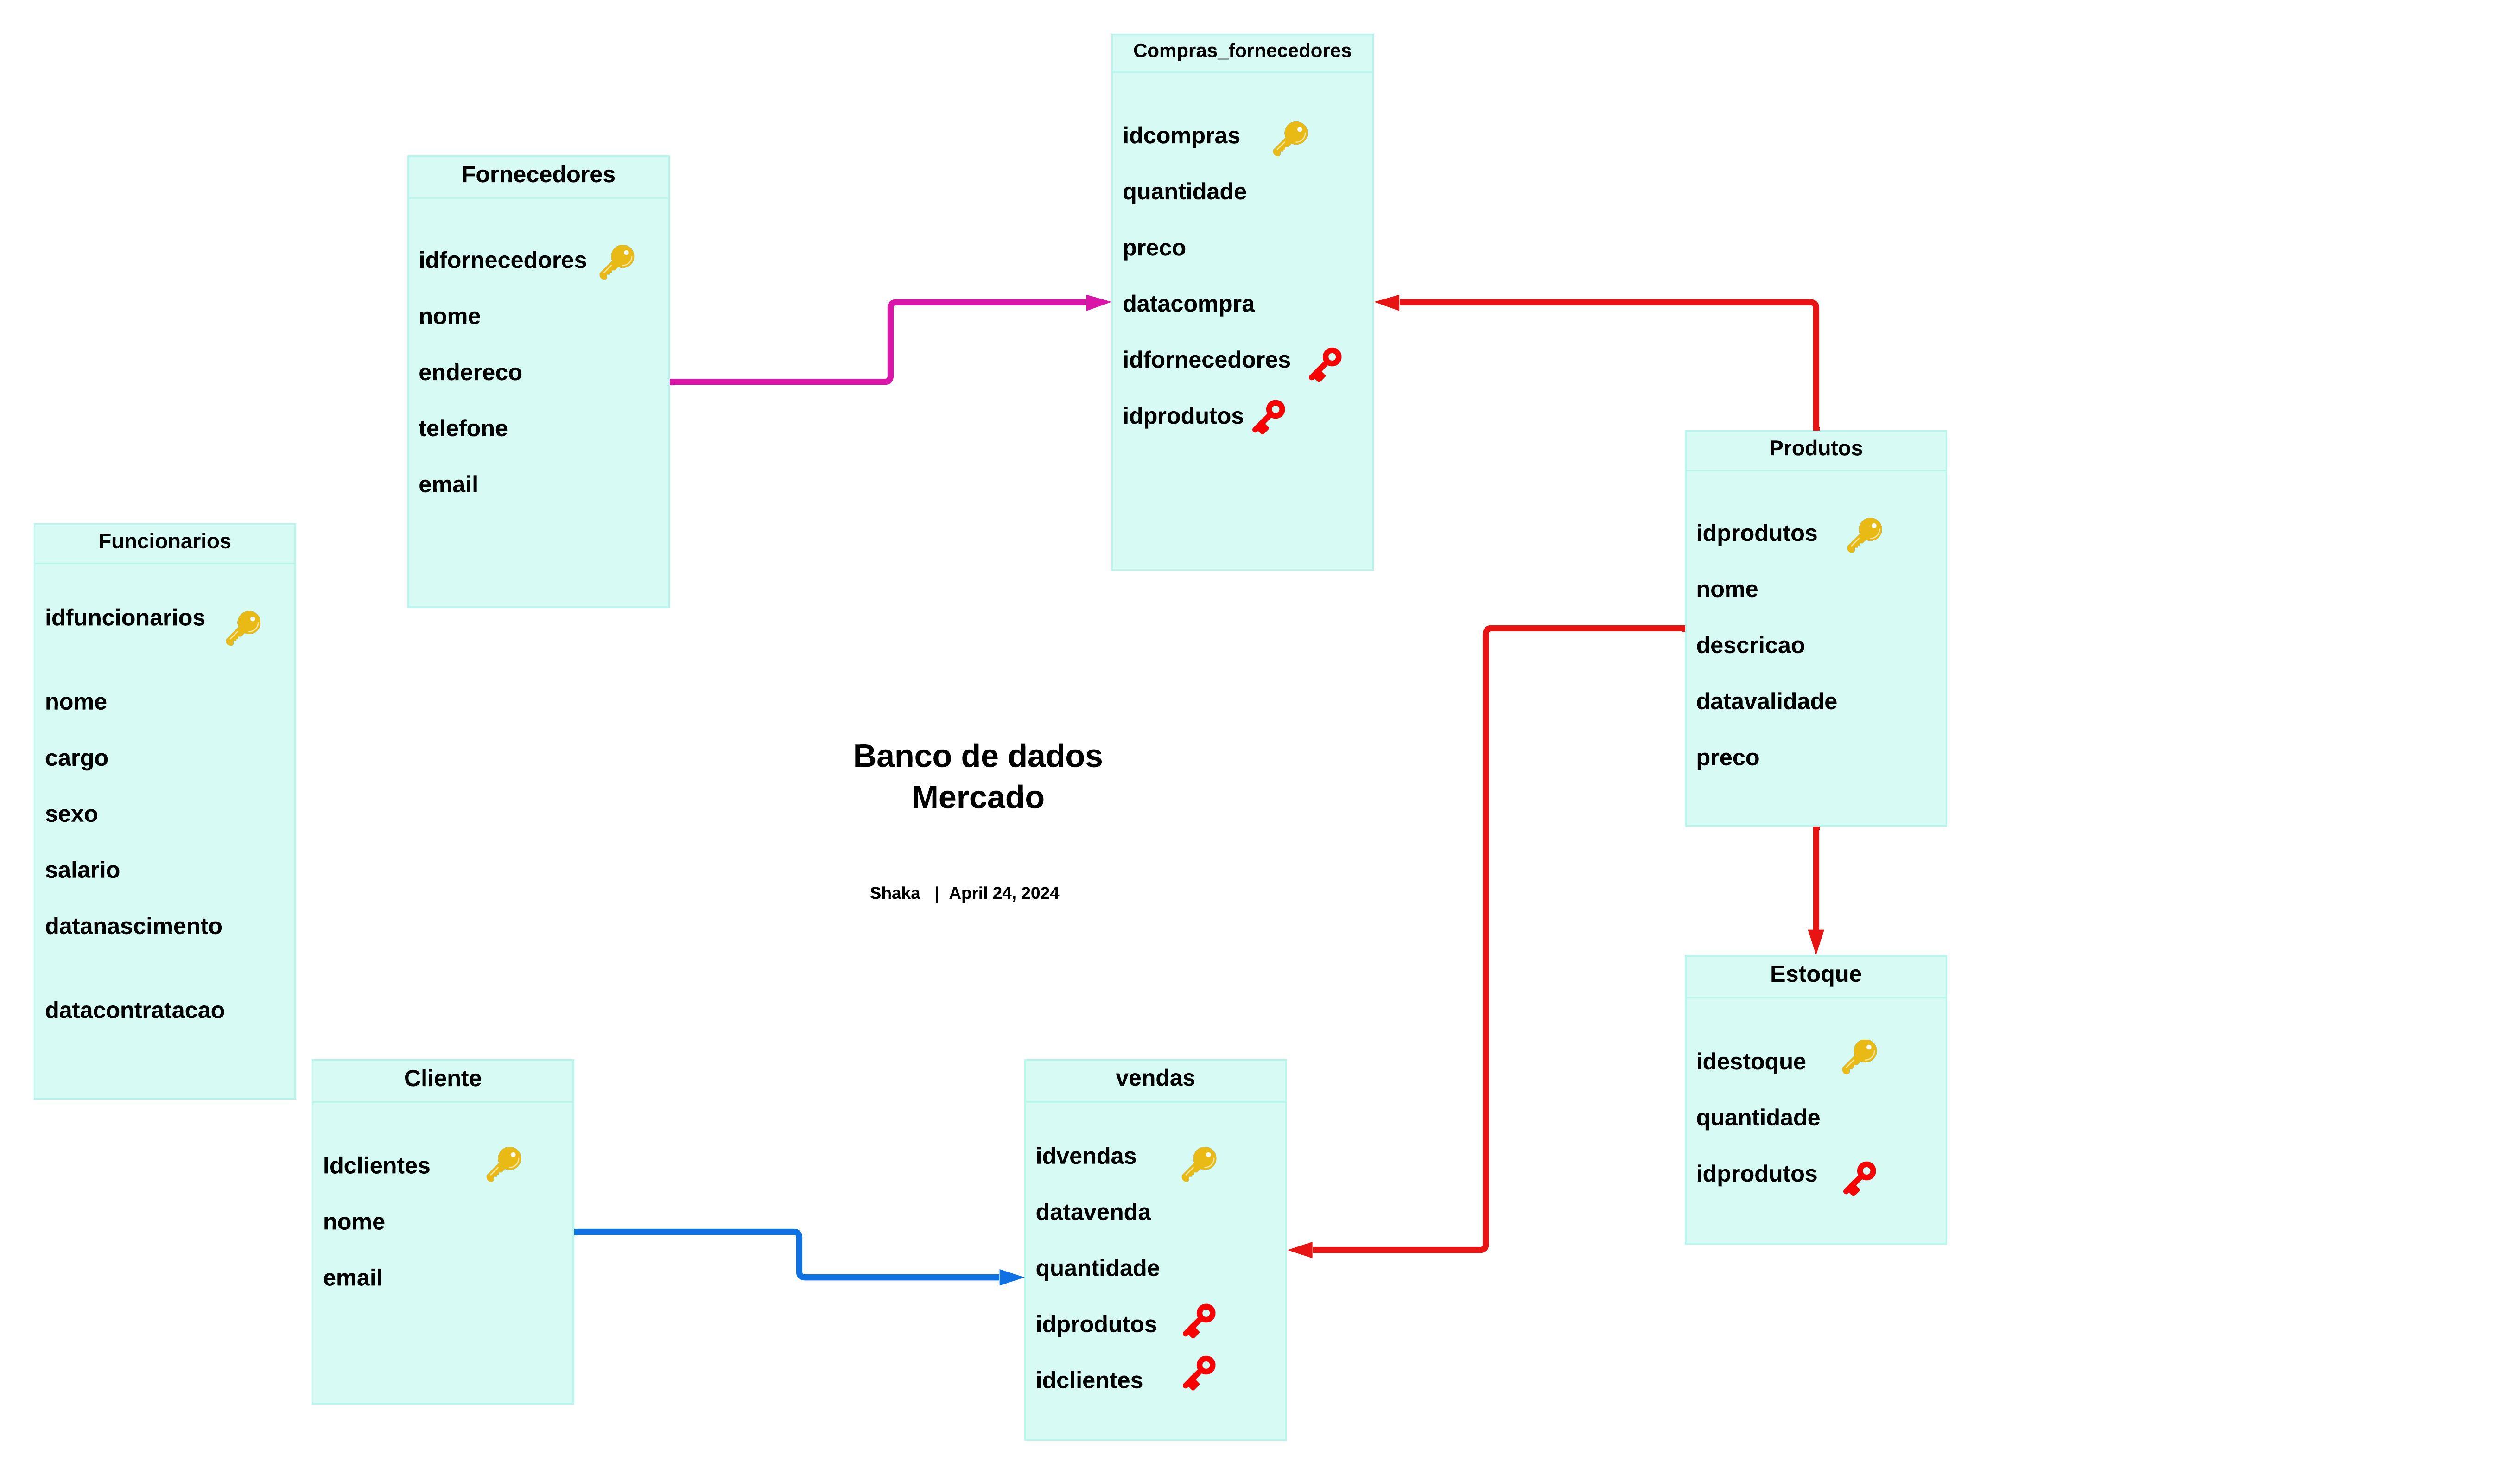 Compras_fornecedores
idcompras
quantidade
preco
datacompra
idfornecedores
idprodutos
Fornecedores
idfornecedores
nome
endereco
telefone
email
Produtos
idprodutos
nome
descricao
datavalidade
preco
Funcionarios
idfuncionarios
nome
cargo
sexo
salario
datanascimento
datacontratacao
Banco de dados
Mercado
Shaka | April 24, 2024
Estoque
idestoque
quantidade
idprodutos
Cliente
Idclientes
nome
email
vendas
idvendas
datavenda
quantidade
idprodutos
idclientes